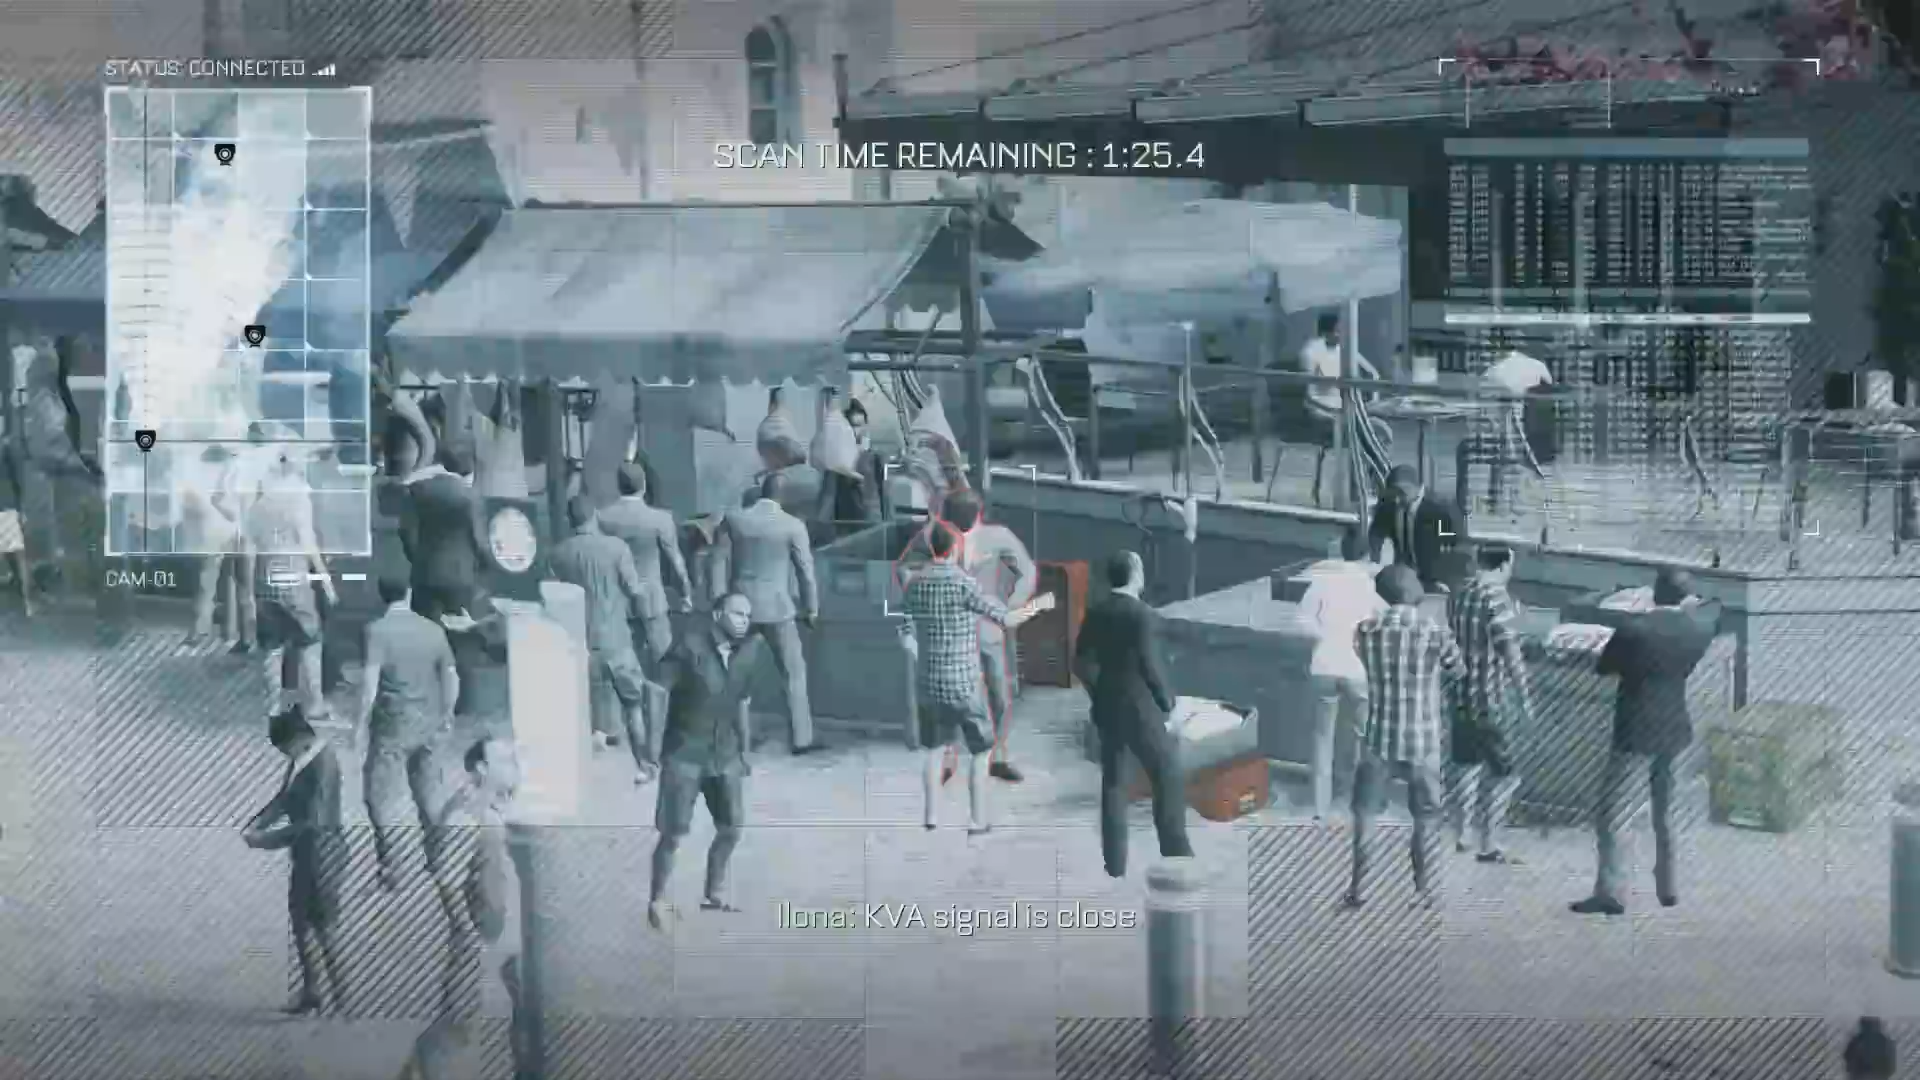 STATUS: CONNECTED
SCAN TIME REMAINING : 1:25.4
CAM-01
Ilona: KVA signal is close